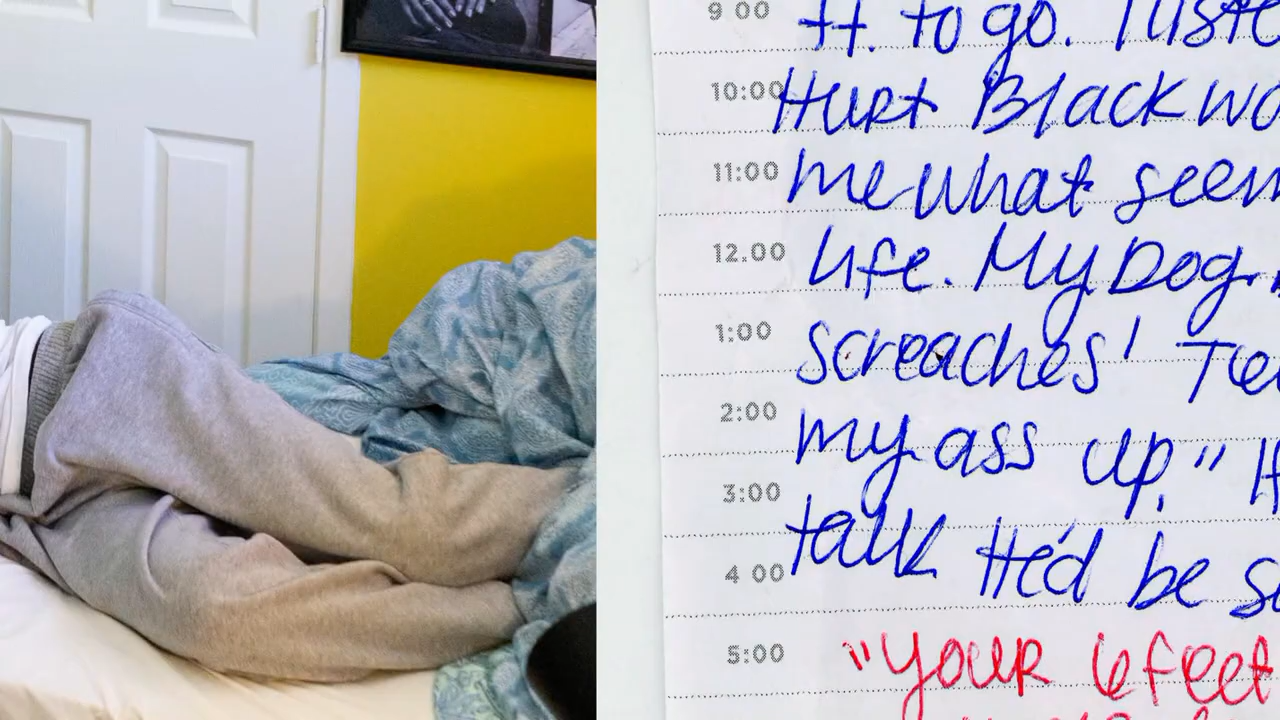 9 00 tt. to go.
10:00 Hurt Black wo
11:00 me what seem
12.00 life. My Dog.
1:00 screaches! Te
2:00 my ass up." H
3:00
4 00 talk He'd be s
5:00 "your 6 feet